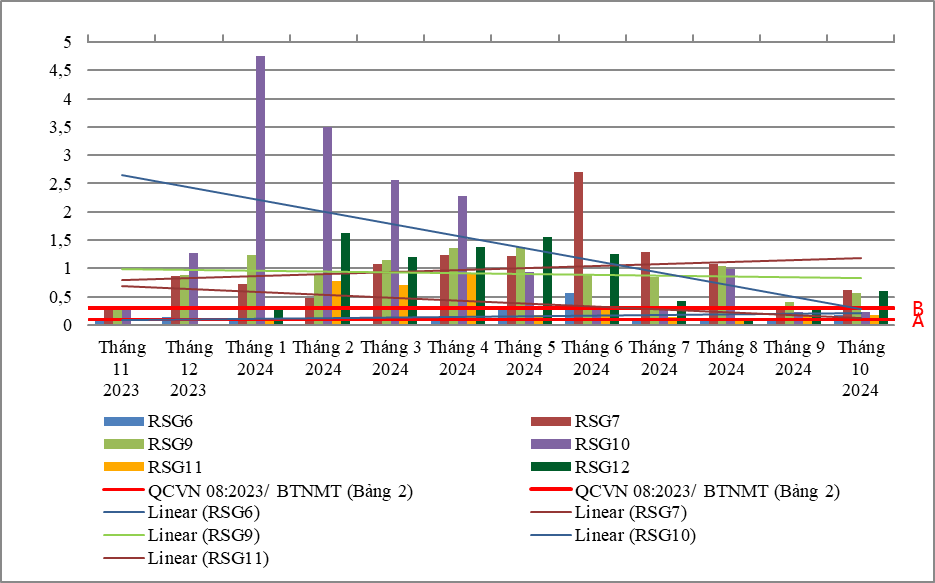 5
4,5
4
3,5
3
2,5
2
1,5
1
0,5
0
B
A
Tháng 11 2023
Tháng 12 2023
Tháng 1 2024
Tháng 2 2024
Tháng 3 2024
Tháng 4 2024
Tháng 5 2024
Tháng 6 2024
Tháng 7 2024
Tháng 8 2024
Tháng 9 2024
Tháng 10 2024
RSG6
RSG7
RSG9
RSG10
RSG11
RSG12
QCVN 08:2023/ BTNMT (Bảng 2)
QCVN 08:2023/ BTNMT (Bảng 2)
Linear (RSG6)
Linear (RSG7)
Linear (RSG9)
Linear (RSG10)
Linear (RSG11)